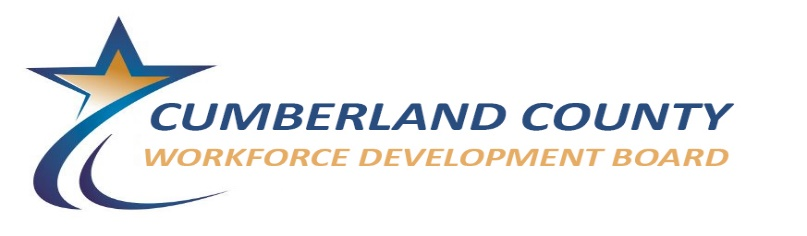 CUMBERLAND COUNTY
WORKFORCE DEVELOPMENT BOARD